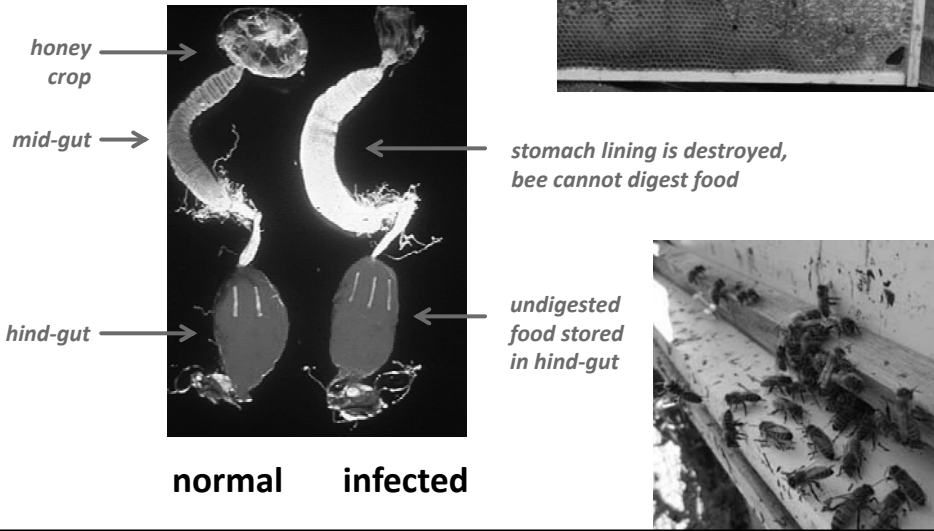 honey
crop
mid-gut
stomach lining is destroyed,
bee cannot digest food
hind-gut
undigested
food stored
in hind-gut
normal infected